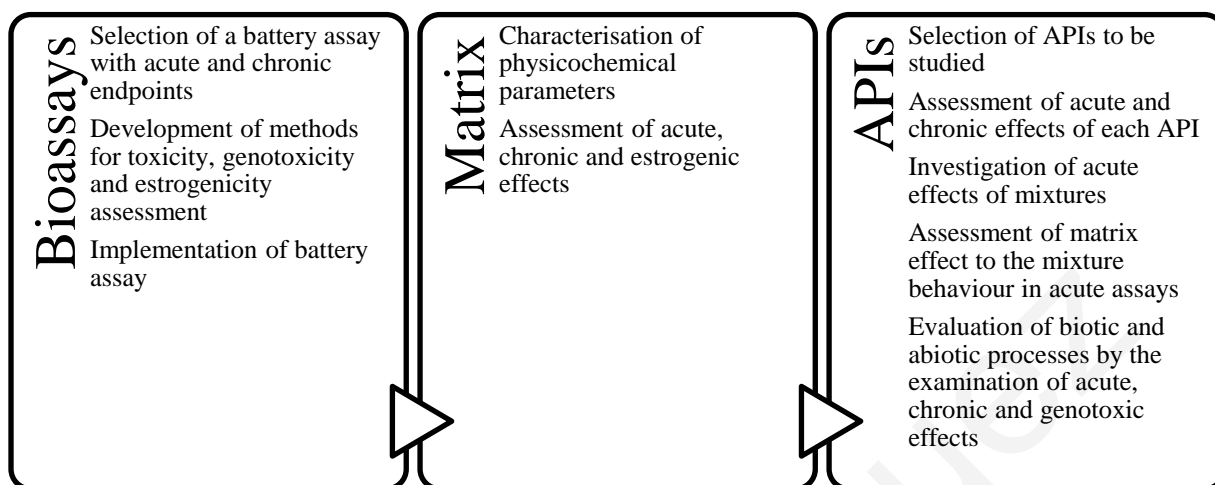 Bioassays
Selection of a battery assay
with acute and chronic
endpoints
Development of methods
for toxicity, genotoxicity
and estrogenicity
assessment
Implementation of battery
assay
Matrix
Characterisation of
physicochemical
parameters
Assessment of acute,
chronic and estrogenic
effects
APIs
Selection of APIs to be
studied
Assessment of acute and
chronic effects of each API
Investigation of acute
effects of mixtures
Assessment of matrix
effect to the mixture
behaviour in acute assays
Evaluation of biotic and
abiotic processes by the
examination of acute,
chronic and genotoxic
effects